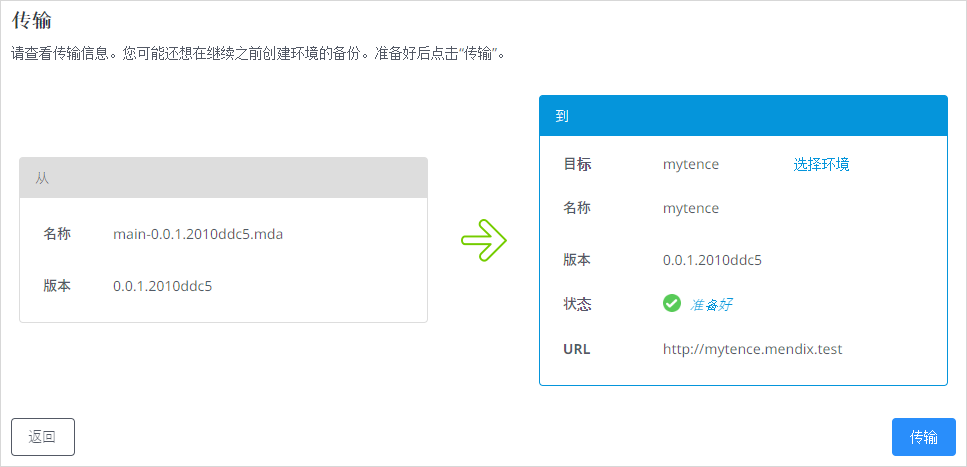 传输
请查看传输信息。您可能还想在继续之前创建环境的备份。准备好后点击“传输”。
从
名称 main-0.0.1.2010ddc5.mda
版本 0.0.1.2010ddc5
到
目标 mytence 选择环境
名称 mytence
版本 0.0.1.2010ddc5
状态 准备好
URL http://mytence.mendix.test
返回 传输